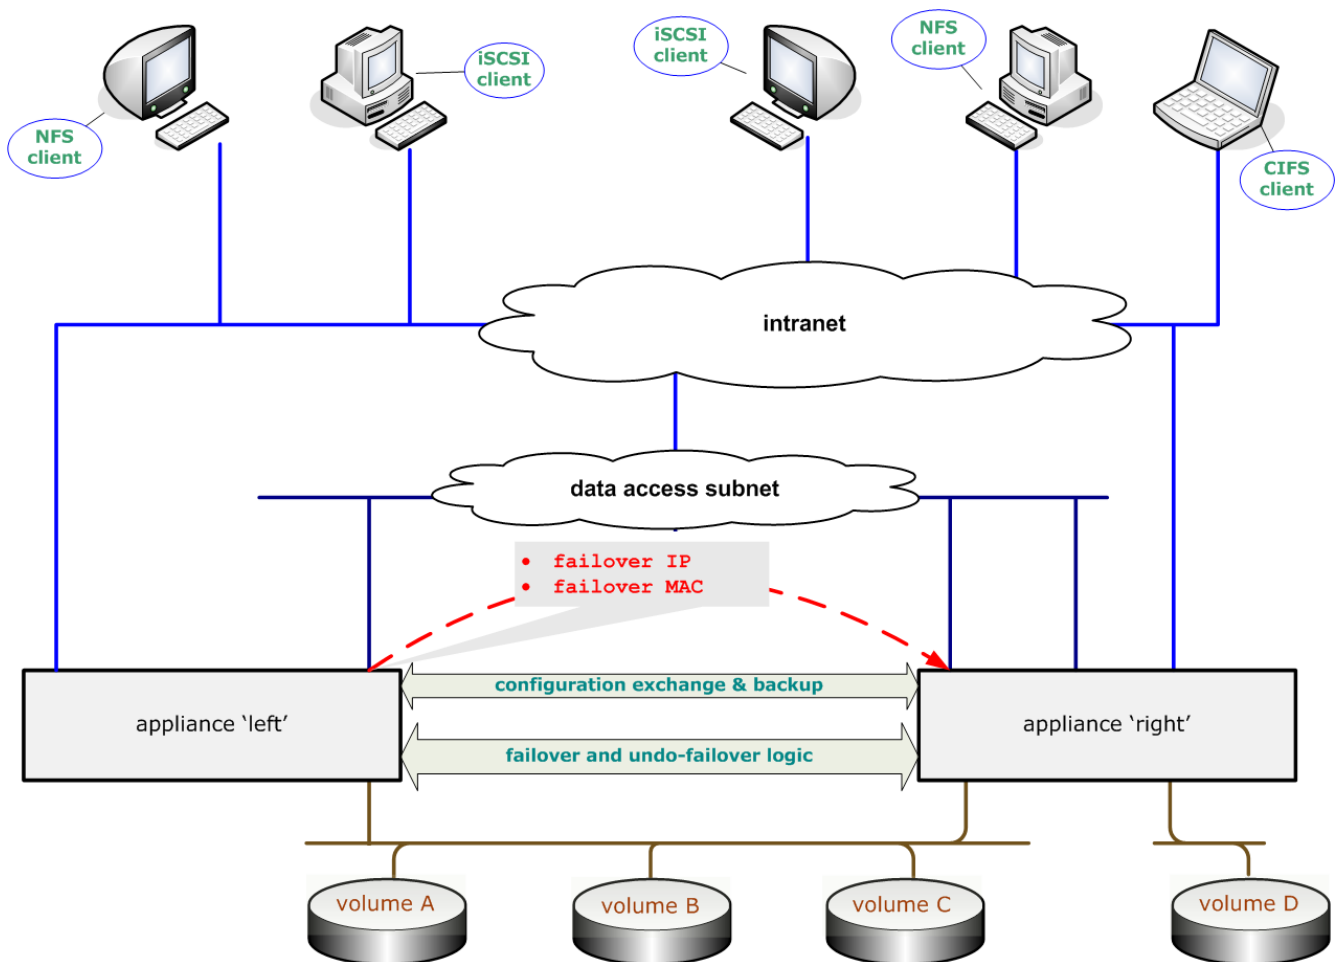 iSCSI
client
NFS
client
iSCSI
client
NFS
client
CIFS
client
intranet
data access subnet
• failover IP
• failover MAC
configuration exchange & backup
appliance ‘left’
appliance ‘right’
failover and undo-failover logic
volume A
volume B
volume C
volume D